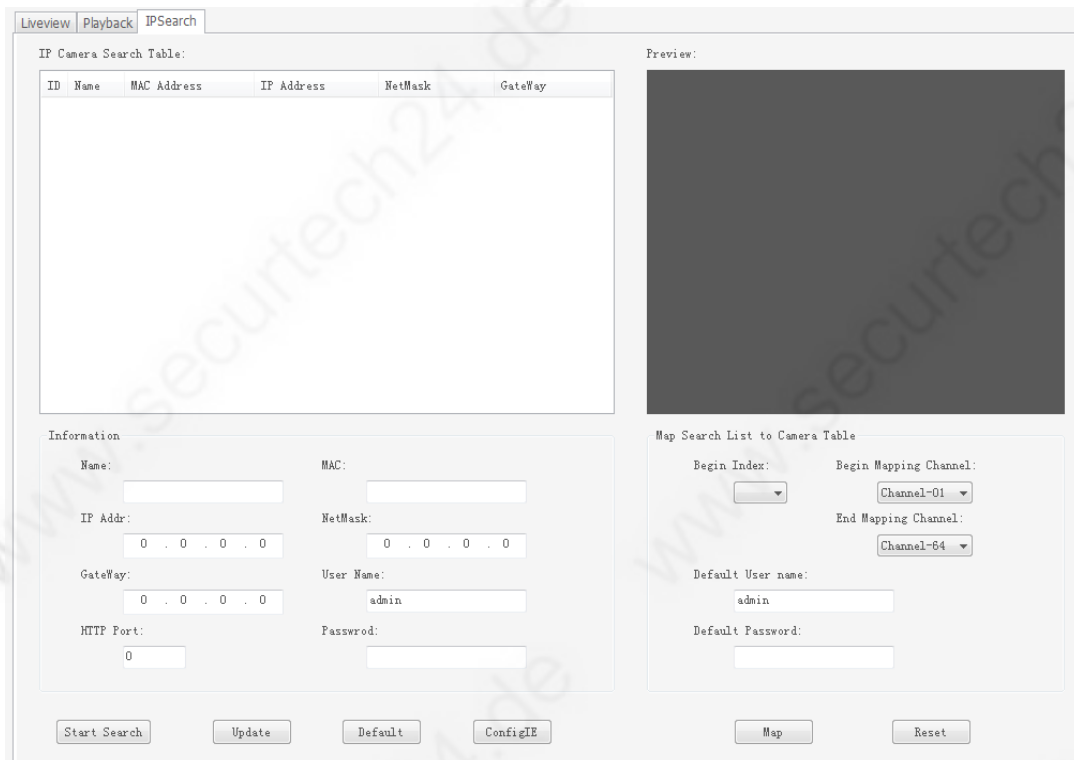 Liveview Playback IPSearch
IP Camera Search Table:
Preview:
ID Name MAC Address IP Address NetMask GateWay
Information
Name: MAC:
IP Addr: NetMask:
0 . 0 . 0 . 0 0 . 0 . 0 . 0
GateWay: User Name:
0 . 0 . 0 . 0 admin
HTTP Port: Passwrod:
0
Map Search List to Camera Table
Begin Index: Begin Mapping Channel:
Channel-01
End Mapping Channel:
Channel-64
Default User name:
admin
Default Password:
Start Search Update Default ConfigIE Map Reset
www.securtech24.de